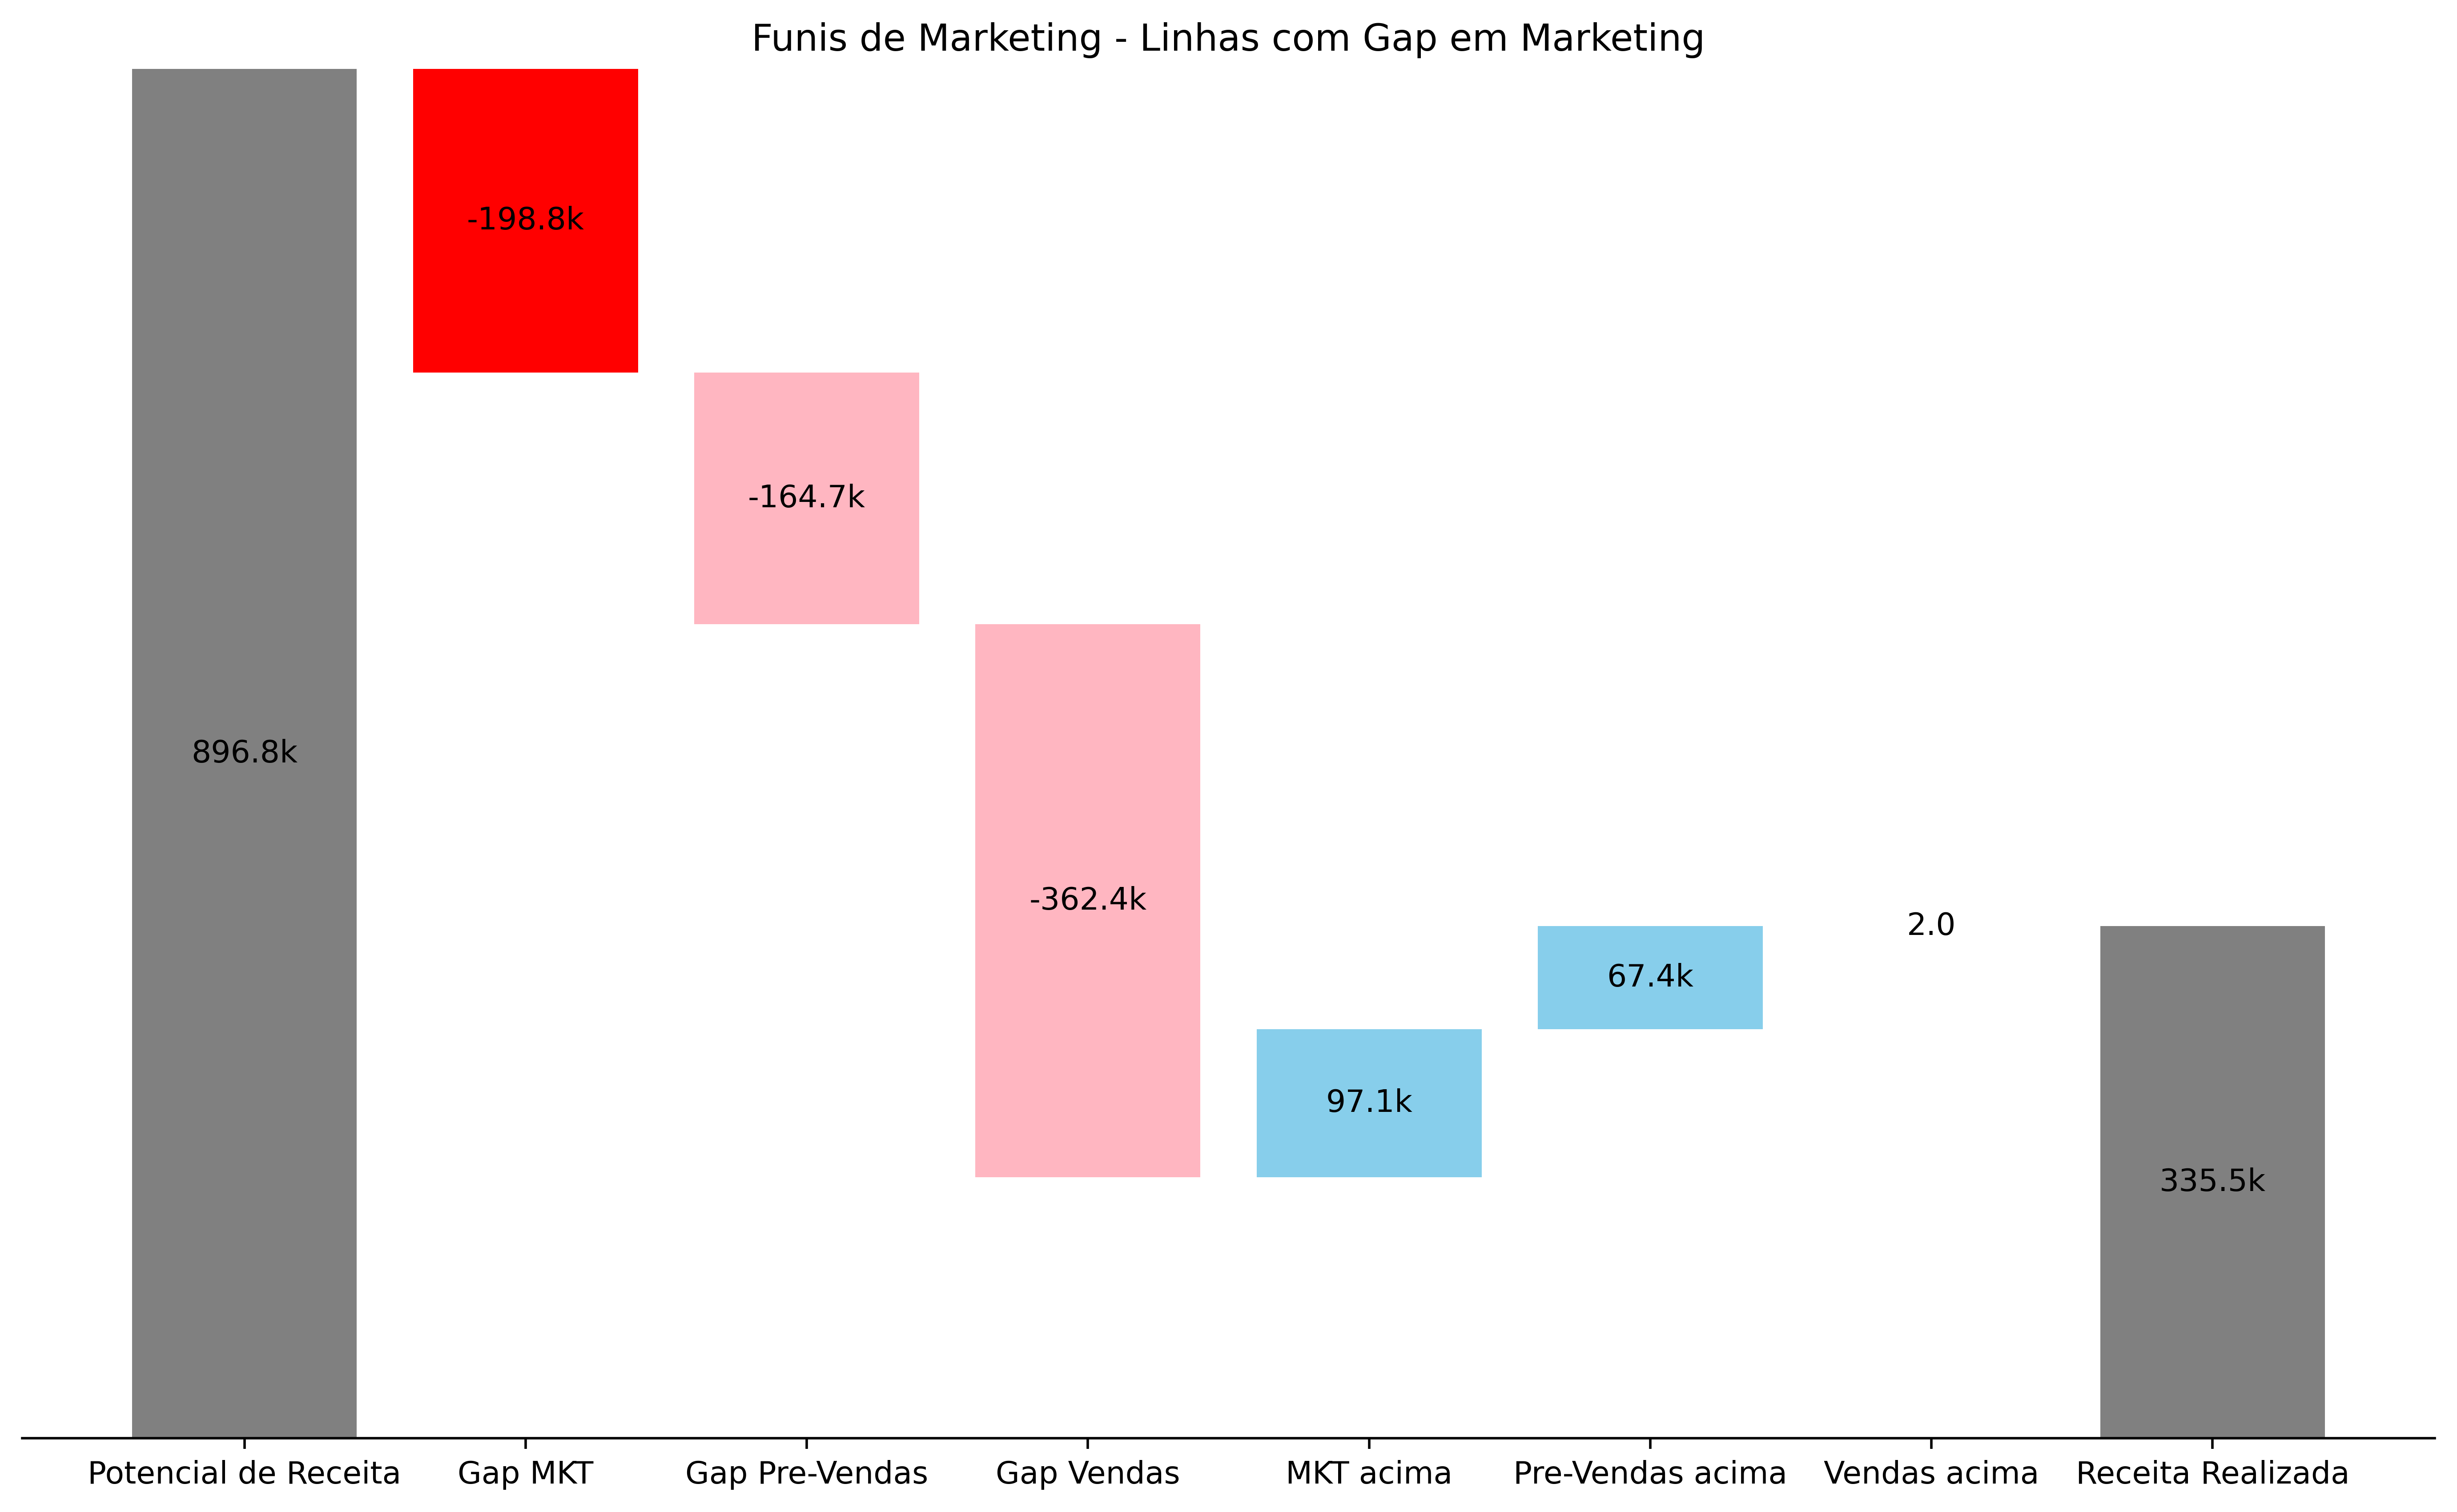 Funis de Marketing - Linhas com Gap em Marketing
-198.8k
-164.7k
896.8k
-362.4k
2.0
67.4k
97.1k
335.5k
Potencial de Receita Gap MKT Gap Pre-Vendas Gap Vendas MKT acima Pre-Vendas acima Vendas acima Receita Realizada